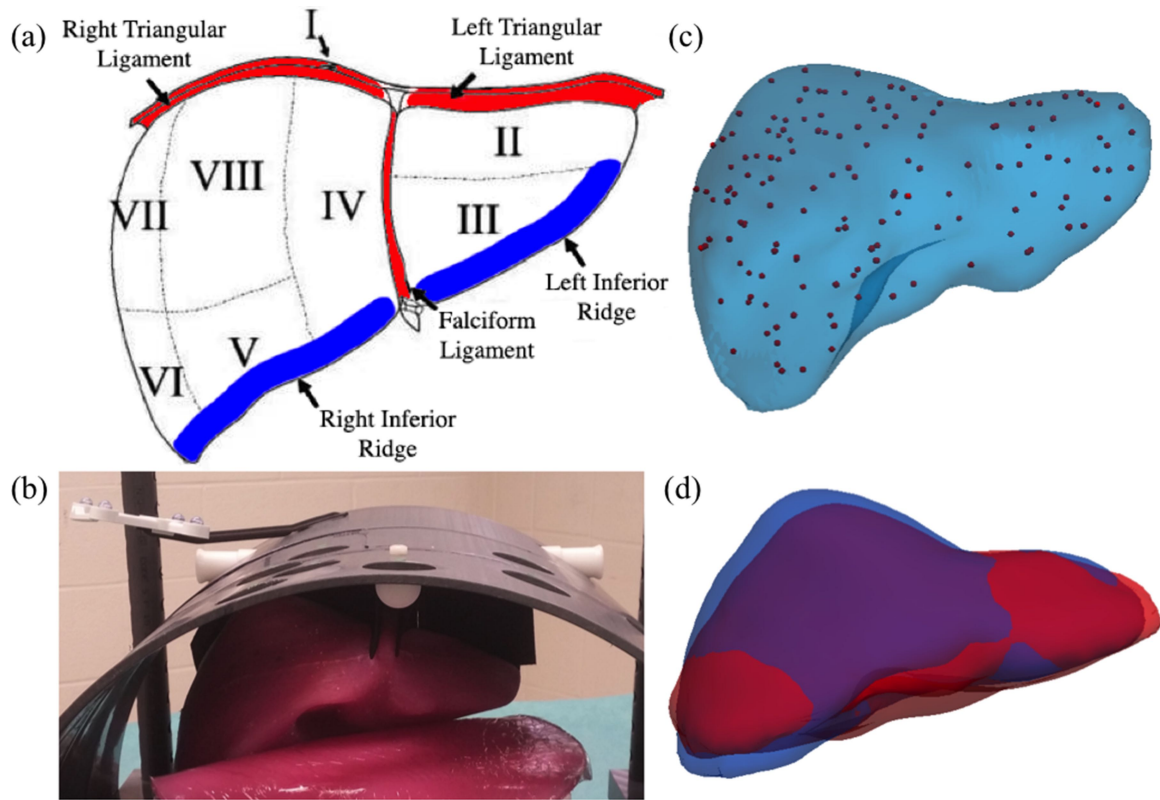 (a)
Right Triangular
Ligament
I
Left Triangular
Ligament
II
VIII
VII
IV
III
Left Inferior
Ridge
Falciform
Ligament
V
VI
Right Inferior
Ridge
(b)
(c)
(d)